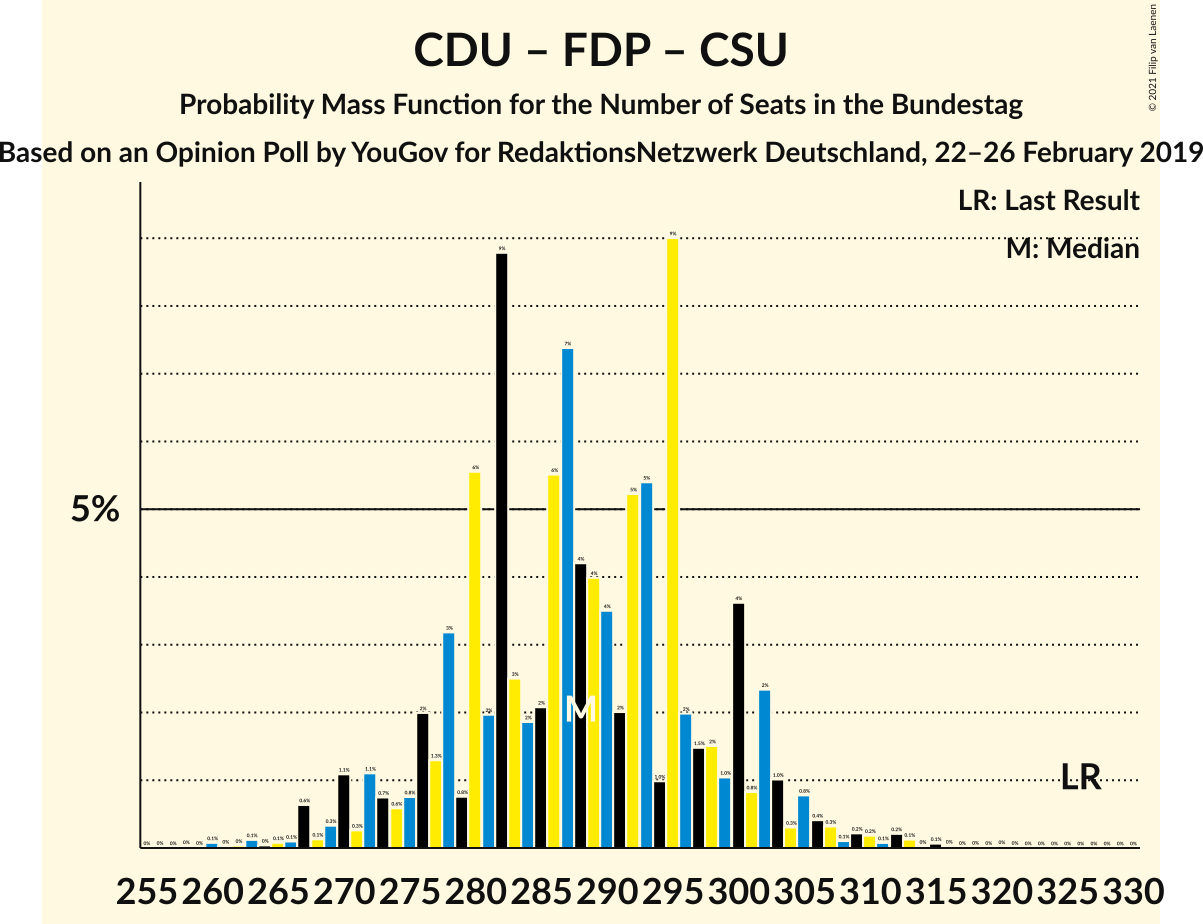 CDU – FDP – CSU
Probability Mass Function for the Number of Seats in the Bundestag
Based on an Opinion Poll by YouGov for RedaktionsNetzwerk Deutschland, 22–26 February 2019
© 2021 Filip van Laenen
LR: Last Result
M: Median
5%
M
LR
255 260 265 270 275 280 285 290 295 300 305 310 315 320 325 330